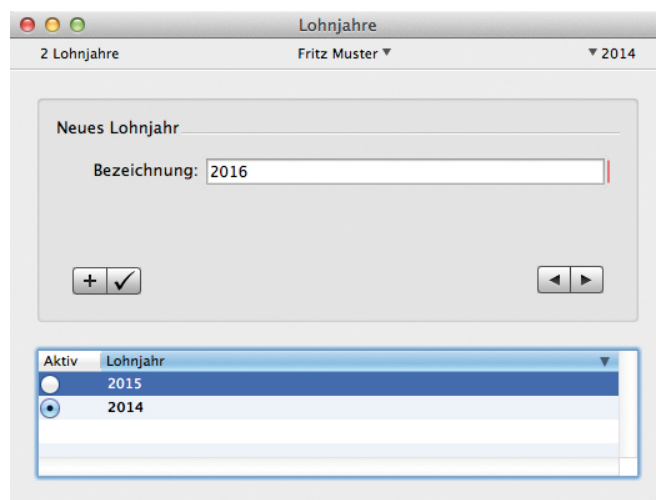 Lohnjahre
2 Lohnjahre Fritz Muster ▼ ▼ 2014
Neues Lohnjahr
Bezeichnung: 2016
Aktiv Lohnjahr
2015
2014